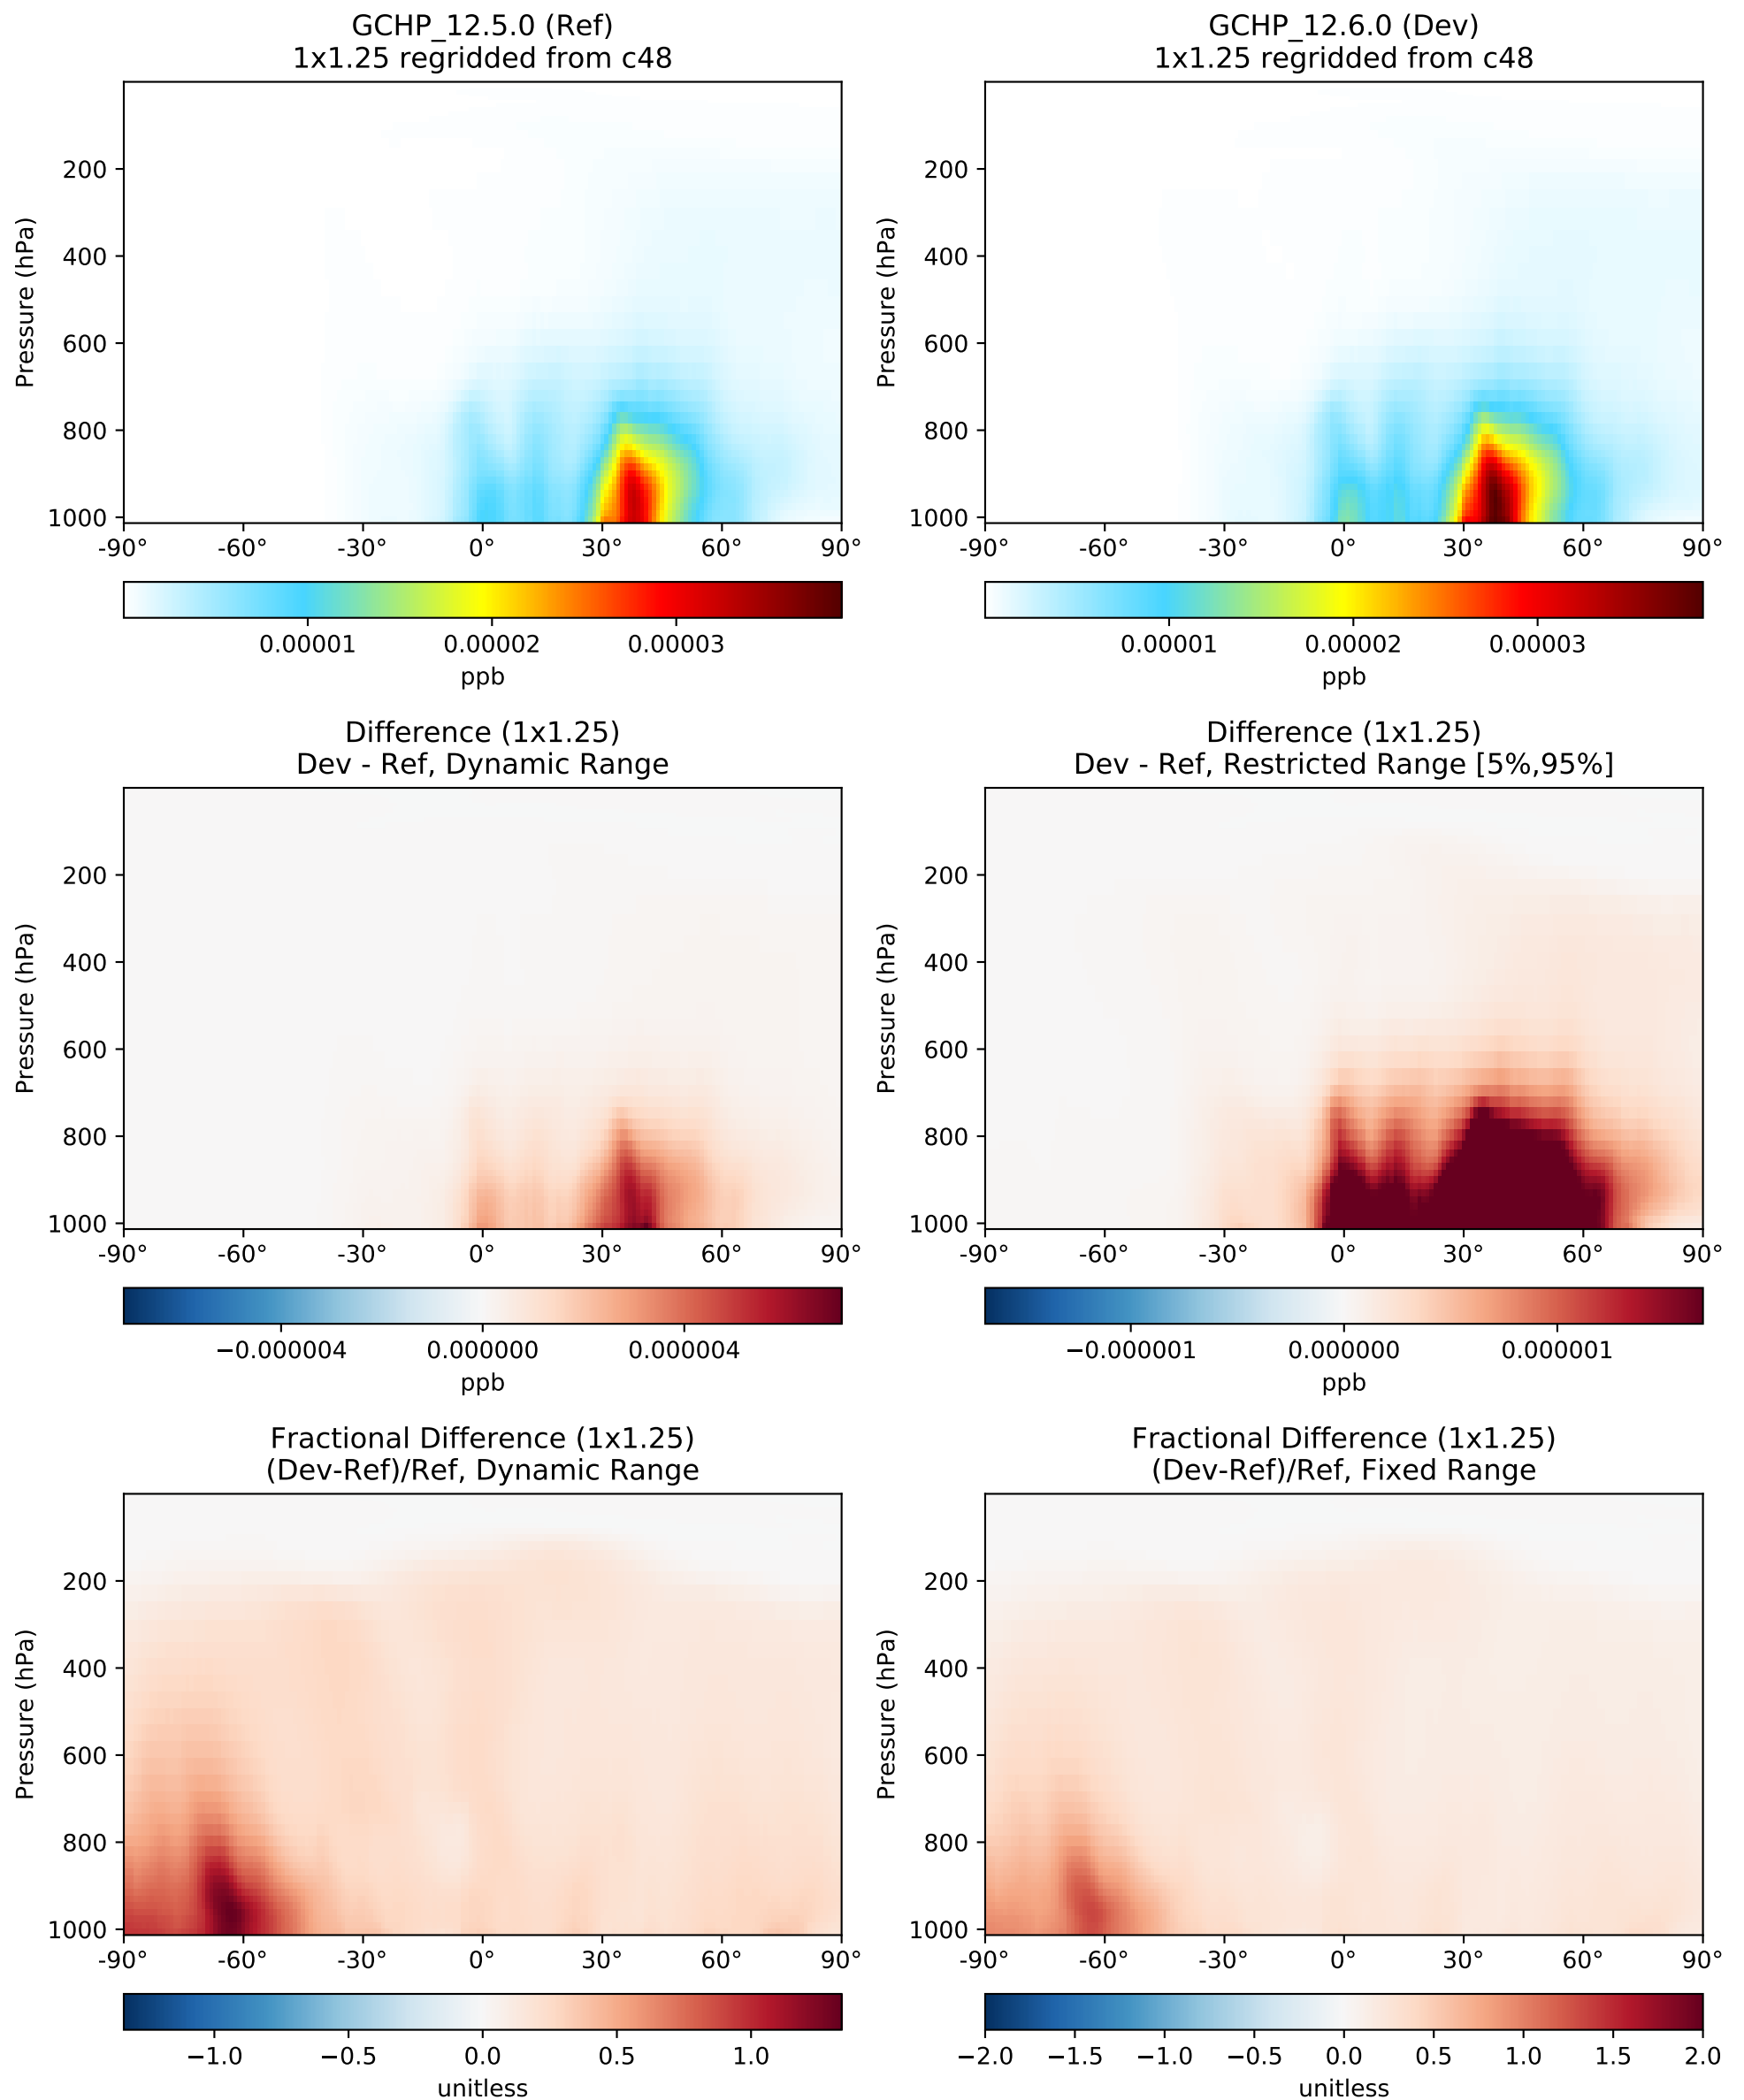 GCHP_12.5.0 (Ref)
1x1.25 regridded from c48
Pressure (hPa)
200
400
600
800
1000
-90° -60° -30° 0° 30° 60° 90°
0.00001 0.00002 0.00003
ppb
GCHP_12.6.0 (Dev)
1x1.25 regridded from c48
Pressure (hPa)
200
400
600
800
1000
-90° -60° -30° 0° 30° 60° 90°
0.00001 0.00002 0.00003
ppb
Difference (1x1.25)
Dev - Ref, Dynamic Range
Pressure (hPa)
200
400
600
800
1000
-90° -60° -30° 0° 30° 60° 90°
−0.000004 0.000000 0.000004
ppb
Difference (1x1.25)
Dev - Ref, Restricted Range [5%,95%]
Pressure (hPa)
200
400
600
800
1000
-90° -60° -30° 0° 30° 60° 90°
−0.000001 0.000000 0.000001
ppb
Fractional Difference (1x1.25)
(Dev-Ref)/Ref, Dynamic Range
Pressure (hPa)
200
400
600
800
1000
-90° -60° -30° 0° 30° 60° 90°
−1.0 −0.5 0.0 0.5 1.0
unitless
Fractional Difference (1x1.25)
(Dev-Ref)/Ref, Fixed Range
Pressure (hPa)
200
400
600
800
1000
-90° -60° -30° 0° 30° 60° 90°
−2.0 −1.5 −1.0 −0.5 0.0 0.5 1.0 1.5 2.0
unitless